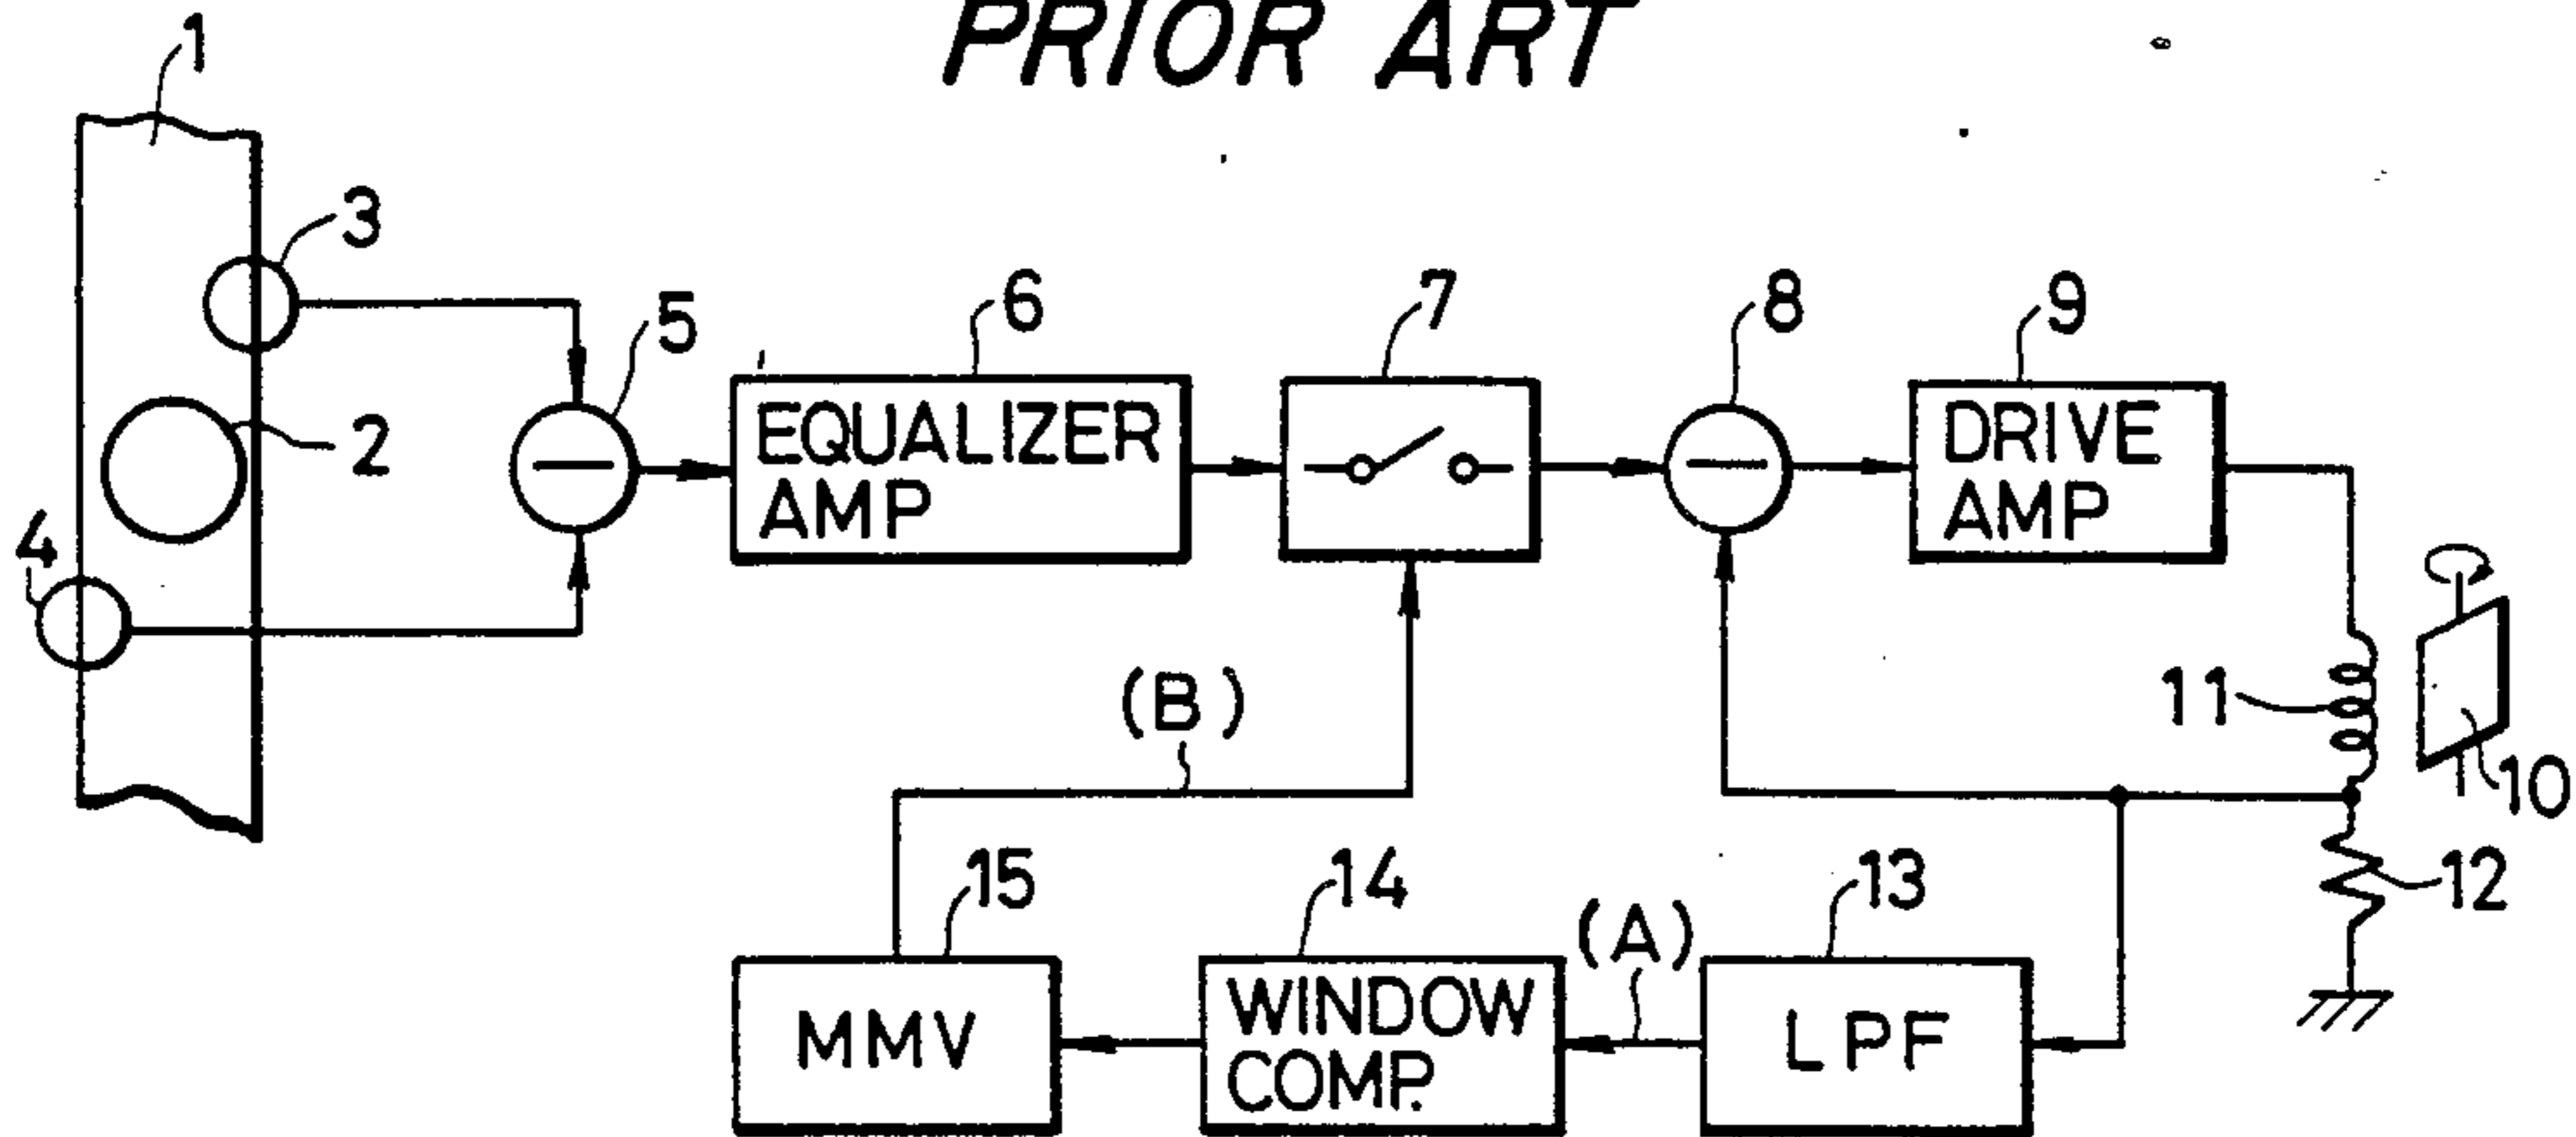 PRIOR ART
1
3
5
6
7
8
9
EQUALIZER
AMP
DRIVE
AMP
2
4
(B)
11
10
15
14
(A)
13
12
MMV
WINDOW
COMP.
LPF